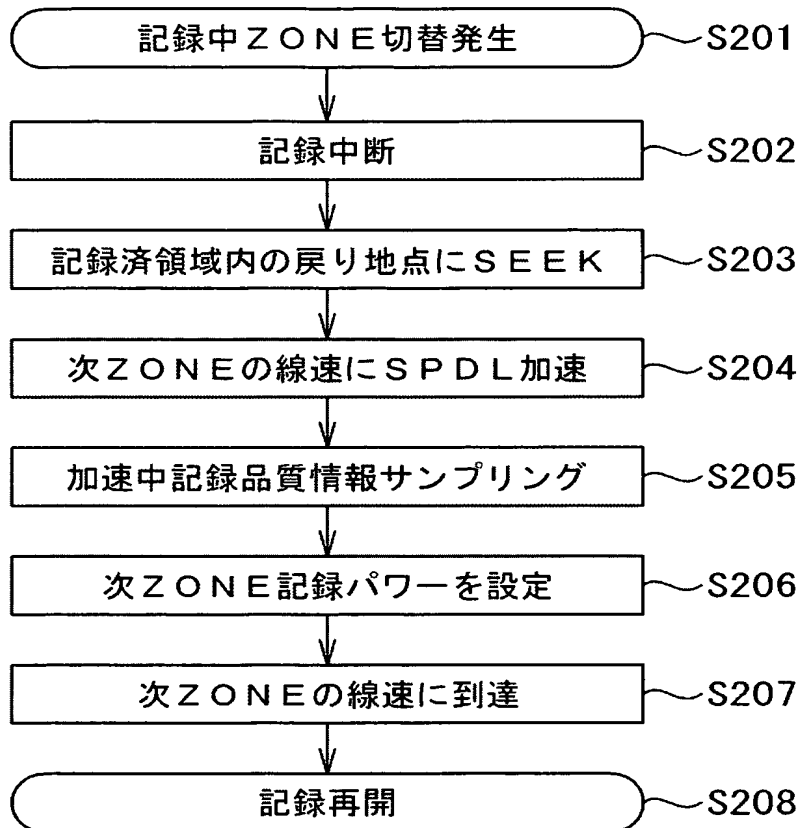 記録中ZONE切替発生 S201
記録中断 S202
記録済領域内の戻り地点にSEEK S203
次ZONEの線速にSPDL加速 S204
加速中記録品質情報サンプリング S205
次ZONE記録パワーを設定 S206
次ZONEの線速に到達 S207
記録再開 S208